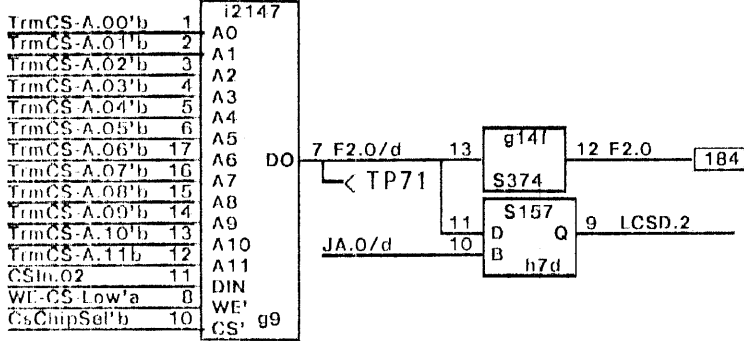 i2147
TrmCS-A.00'b 1 A0
TrmCS-A.01'b 2 A1
TrmCS-A.02'b 3 A2
TrmCS-A.03'b 4 A3
TrmCS-A.04'b 5 A4
TrmCS-A.05'b 6 A5
TrmCS-A.06'b 17 A6
TrmCS-A.07'b 16 A7
TrmCS-A.08'b 15 A8
TrmCS-A.09'b 14 A9
TrmCS-A.10'b 13 A10
TrmCS-A.11b 12 A11
CSIn.02 11 DIN
WE-CS-Low'a 8 WE'
CsChipSel'b 10 CS' g9
DO 7 F2.0/d 13 g14f 12 F2.0 184
TP71
S374
S157
11 D Q 9 LCSD.2
JA.0/d 10 B
h7d